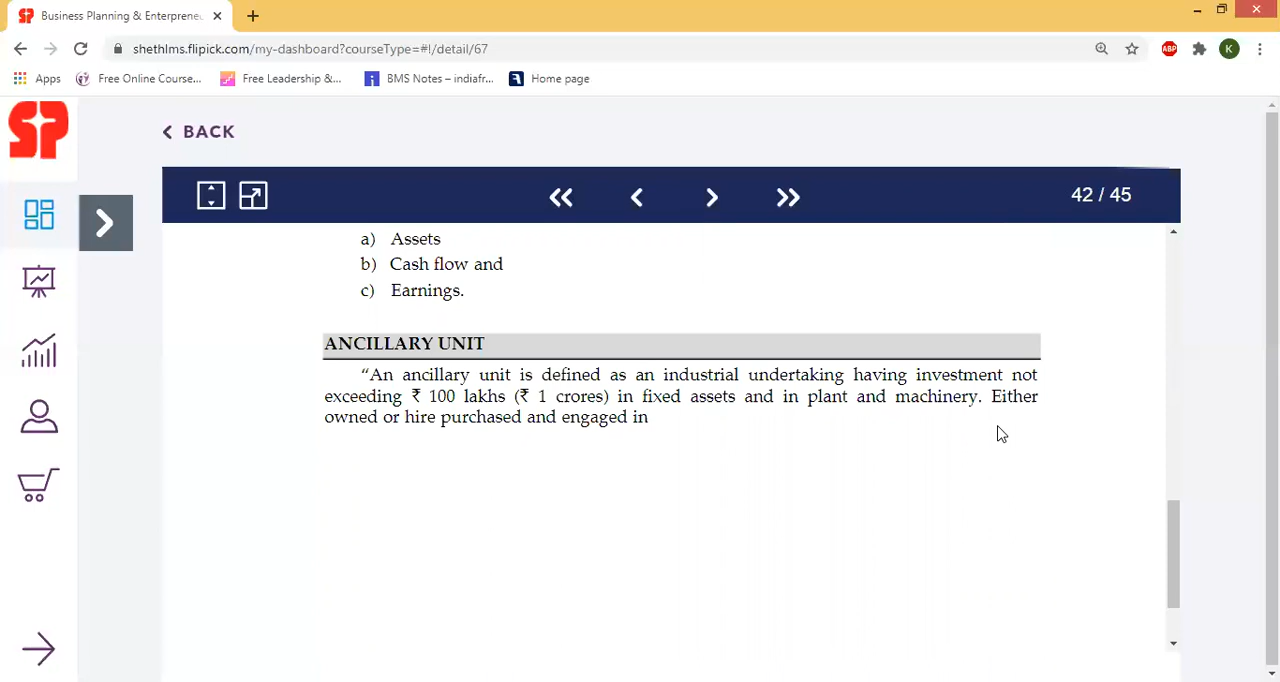 Business Planning & Enterpreneu
shethlms.flipick.com/my-dashboard?courseType=#!/detail/67
ABP
K
Apps
Free Online Course...
Free Leadership &...
BMS Notes – indiafr...
Home page
SP
BACK
42 / 45
a) Assets
b) Cash flow and
c) Earnings.
ANCILLARY UNIT
“An ancillary unit is defined as an industrial undertaking having investment not
exceeding ₹ 100 lakhs (₹ 1 crores) in fixed assets and in plant and machinery. Either
owned or hire purchased and engaged in